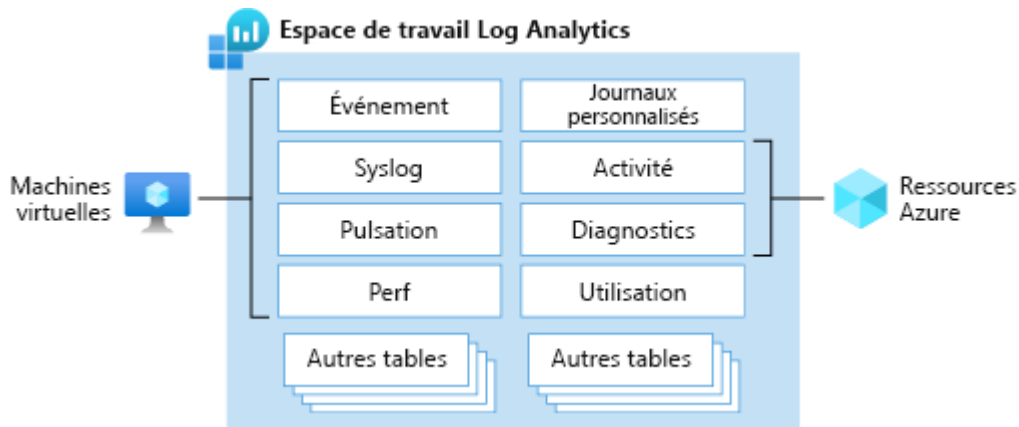 Espace de travail Log Analytics
Événement
Journaux
personnalisés
Syslog
Activité
Machines
virtuelles
Ressources
Azure
Pulsation
Diagnostics
Perf
Utilisation
Autres tables
Autres tables